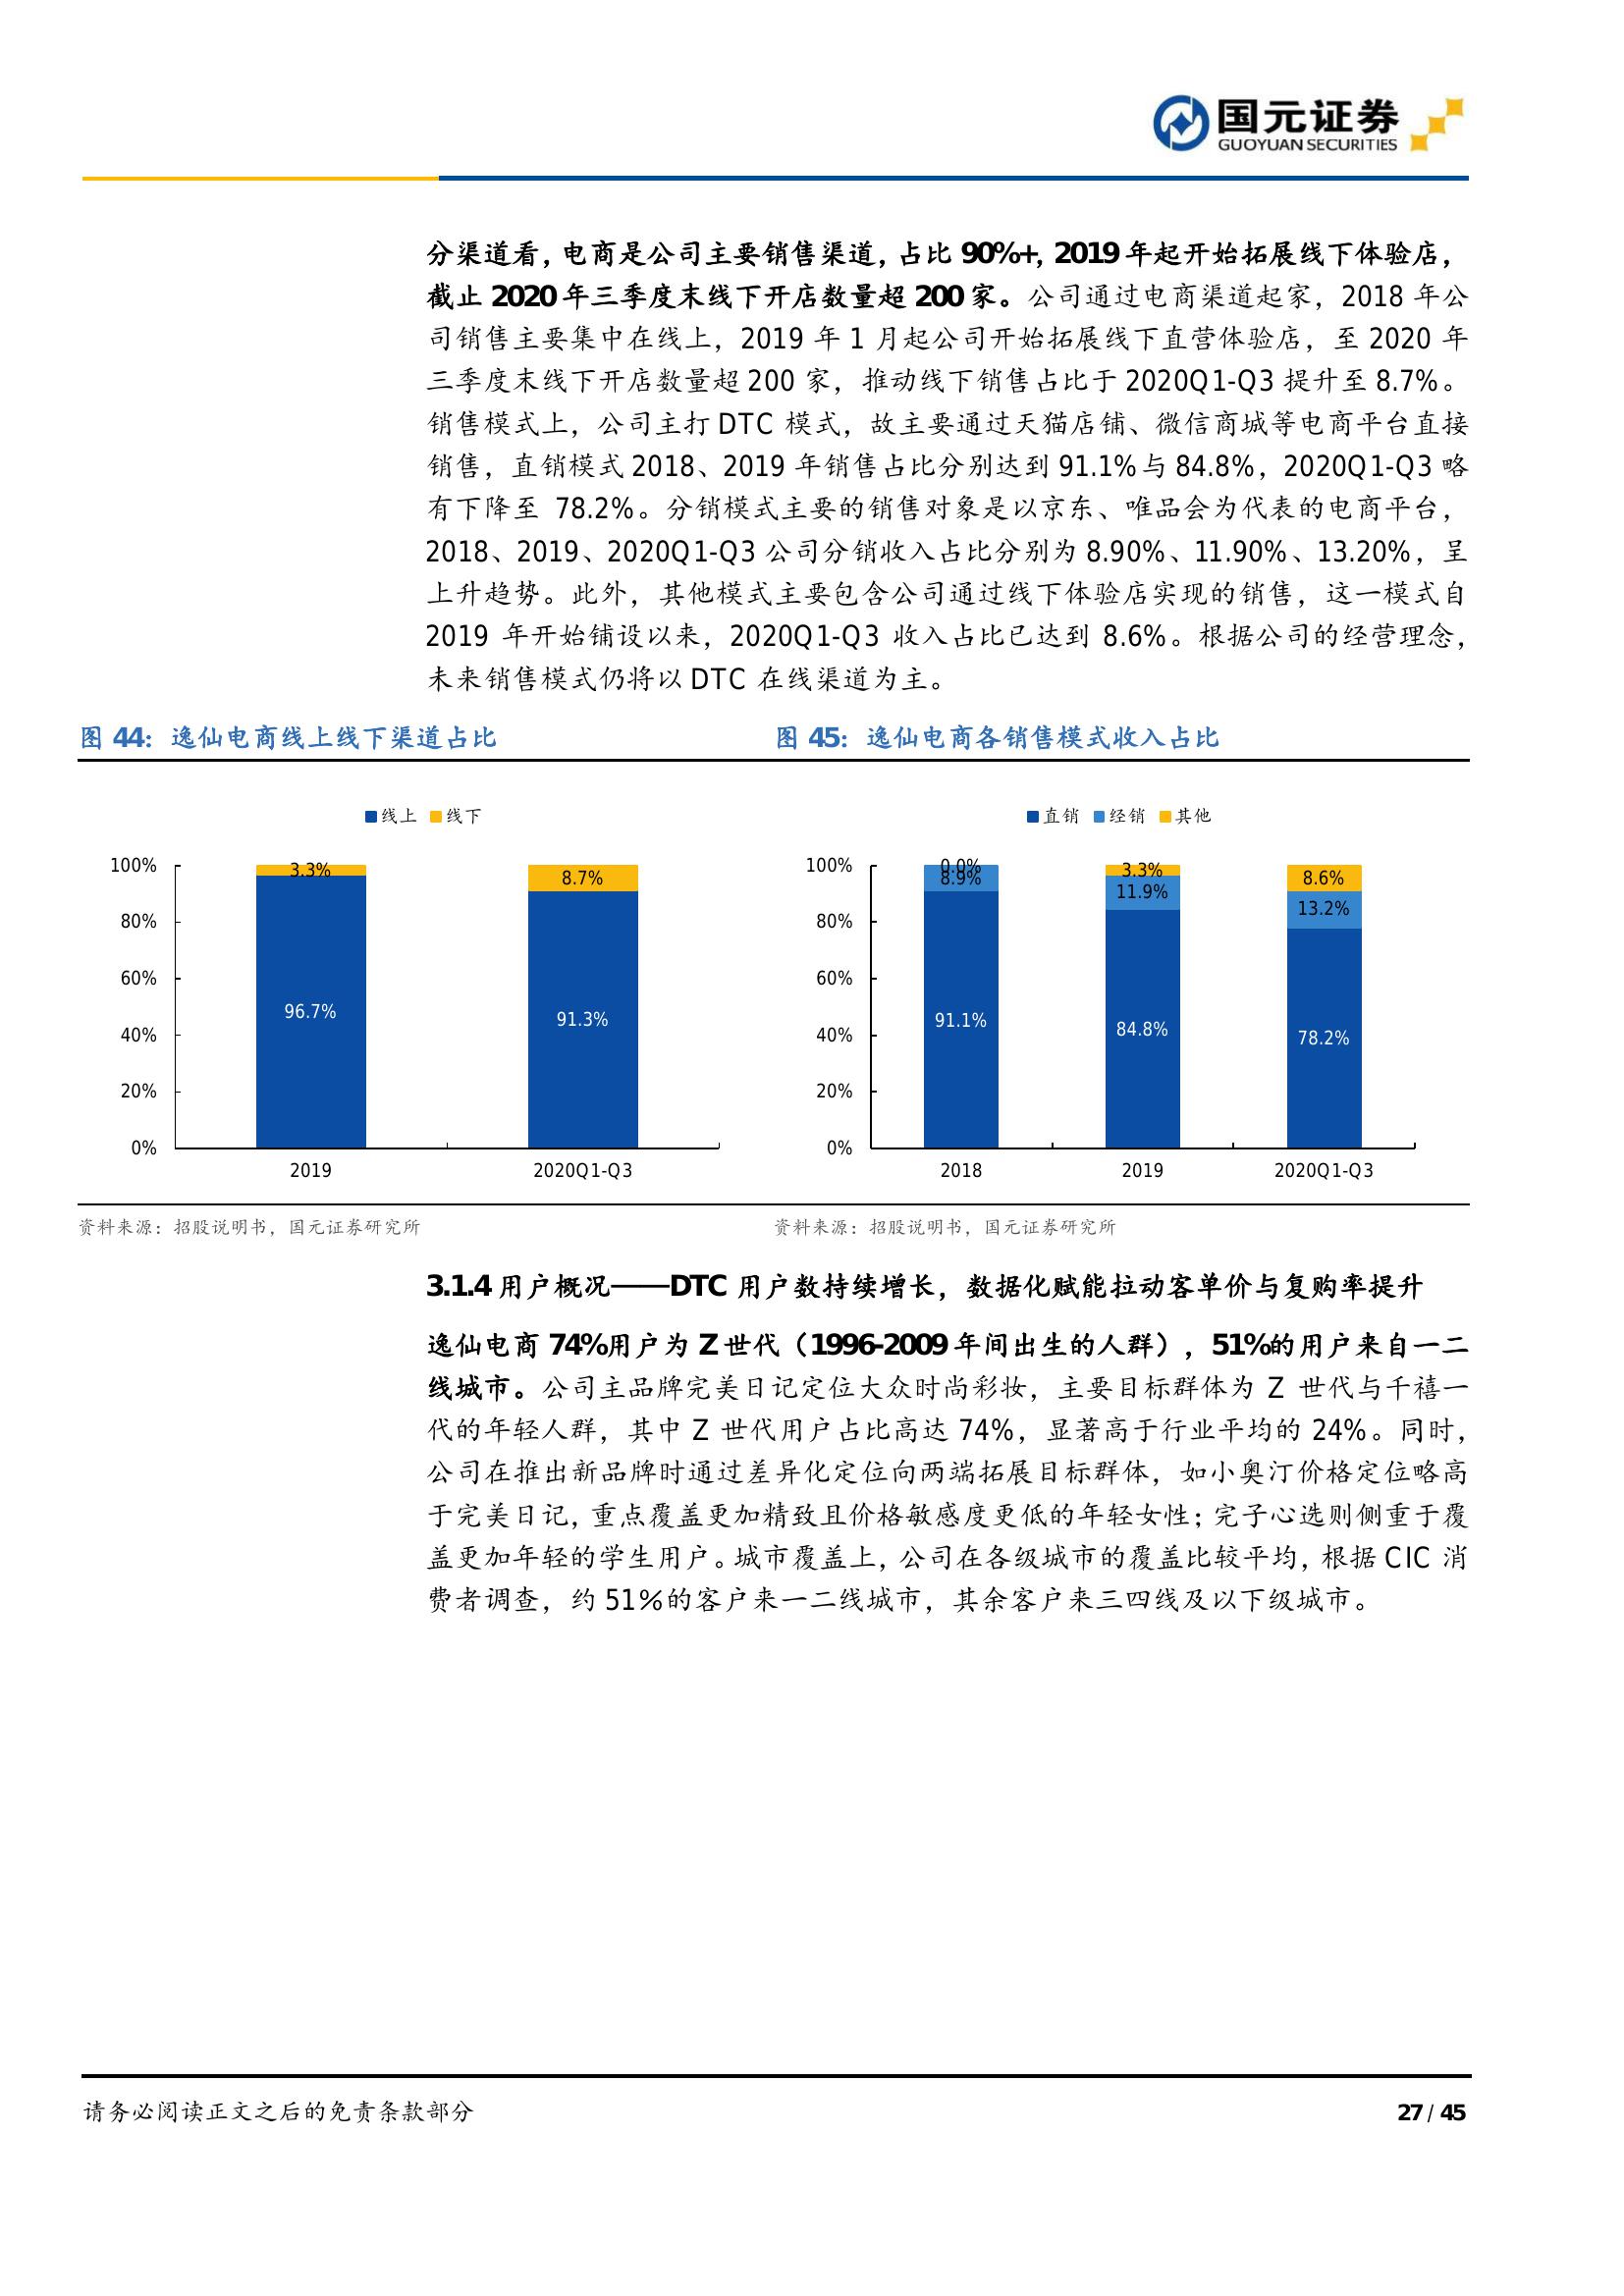 国元证券
GUOYUAN SECURITIES
分渠道看，电商是公司主要销售渠道，占比 90%+，2019 年起开始拓展线下体验店，
截止 2020 年三季度末线下开店数量超 200 家。公司通过电商渠道起家，2018 年公
司销售主要集中在线上，2019 年 1 月起公司开始拓展线下直营体验店，至 2020 年
三季度末线下开店数量超 200 家，推动线下销售占比于 2020Q1-Q3 提升至 8.7%。
销售模式上，公司主打 DTC 模式，故主要通过天猫店铺、微信商城等电商平台直接
销售，直销模式 2018、2019 年销售占比分别达到 91.1%与 84.8%，2020Q1-Q3 略
有下降至 78.2%。分销模式主要的销售对象是以京东、唯品会为代表的电商平台，
2018、2019、2020Q1-Q3 公司分销收入占比分别为 8.90%、11.90%、13.20%，呈
上升趋势。此外，其他模式主要包含公司通过线下体验店实现的销售，这一模式自
2019 年开始铺设以来，2020Q1-Q3 收入占比已达到 8.6%。根据公司的经营理念，
未来销售模式仍将以 DTC 在线渠道为主。
图 44：逸仙电商线上线下渠道占比
线上 线下
100%
80%
60%
40%
20%
0%
3.3%
96.7%
8.7%
91.3%
2019 2020Q1-Q3
资料来源：招股说明书，国元证券研究所
图 45：逸仙电商各销售模式收入占比
直销 经销 其他
100%
80%
60%
40%
20%
0%
0.0%
8.9%
91.1%
3.3%
11.9%
84.8%
8.6%
13.2%
78.2%
2018 2019 2020Q1-Q3
资料来源：招股说明书，国元证券研究所
3.1.4 用户概况——DTC 用户数持续增长，数据化赋能拉动客单价与复购率提升
逸仙电商 74%用户为 Z 世代（1996-2009 年间出生的人群），51%的用户来自一二
线城市。公司主品牌完美日记定位大众时尚彩妆，主要目标群体为 Z 世代与千禧一
代的年轻人群，其中 Z 世代用户占比高达 74%，显著高于行业平均的 24%。同时，
公司在推出新品牌时通过差异化定位向两端拓展目标群体，如小奥汀价格定位略高
于完美日记，重点覆盖更加精致且价格敏感度更低的年轻女性；完子心选则侧重于覆
盖更加年轻的学生用户。城市覆盖上，公司在各级城市的覆盖比较平均，根据 CIC 消
费者调查，约 51%的客户来一二线城市，其余客户来三四线及以下级城市。
请务必阅读正文之后的免责条款部分
27 / 45